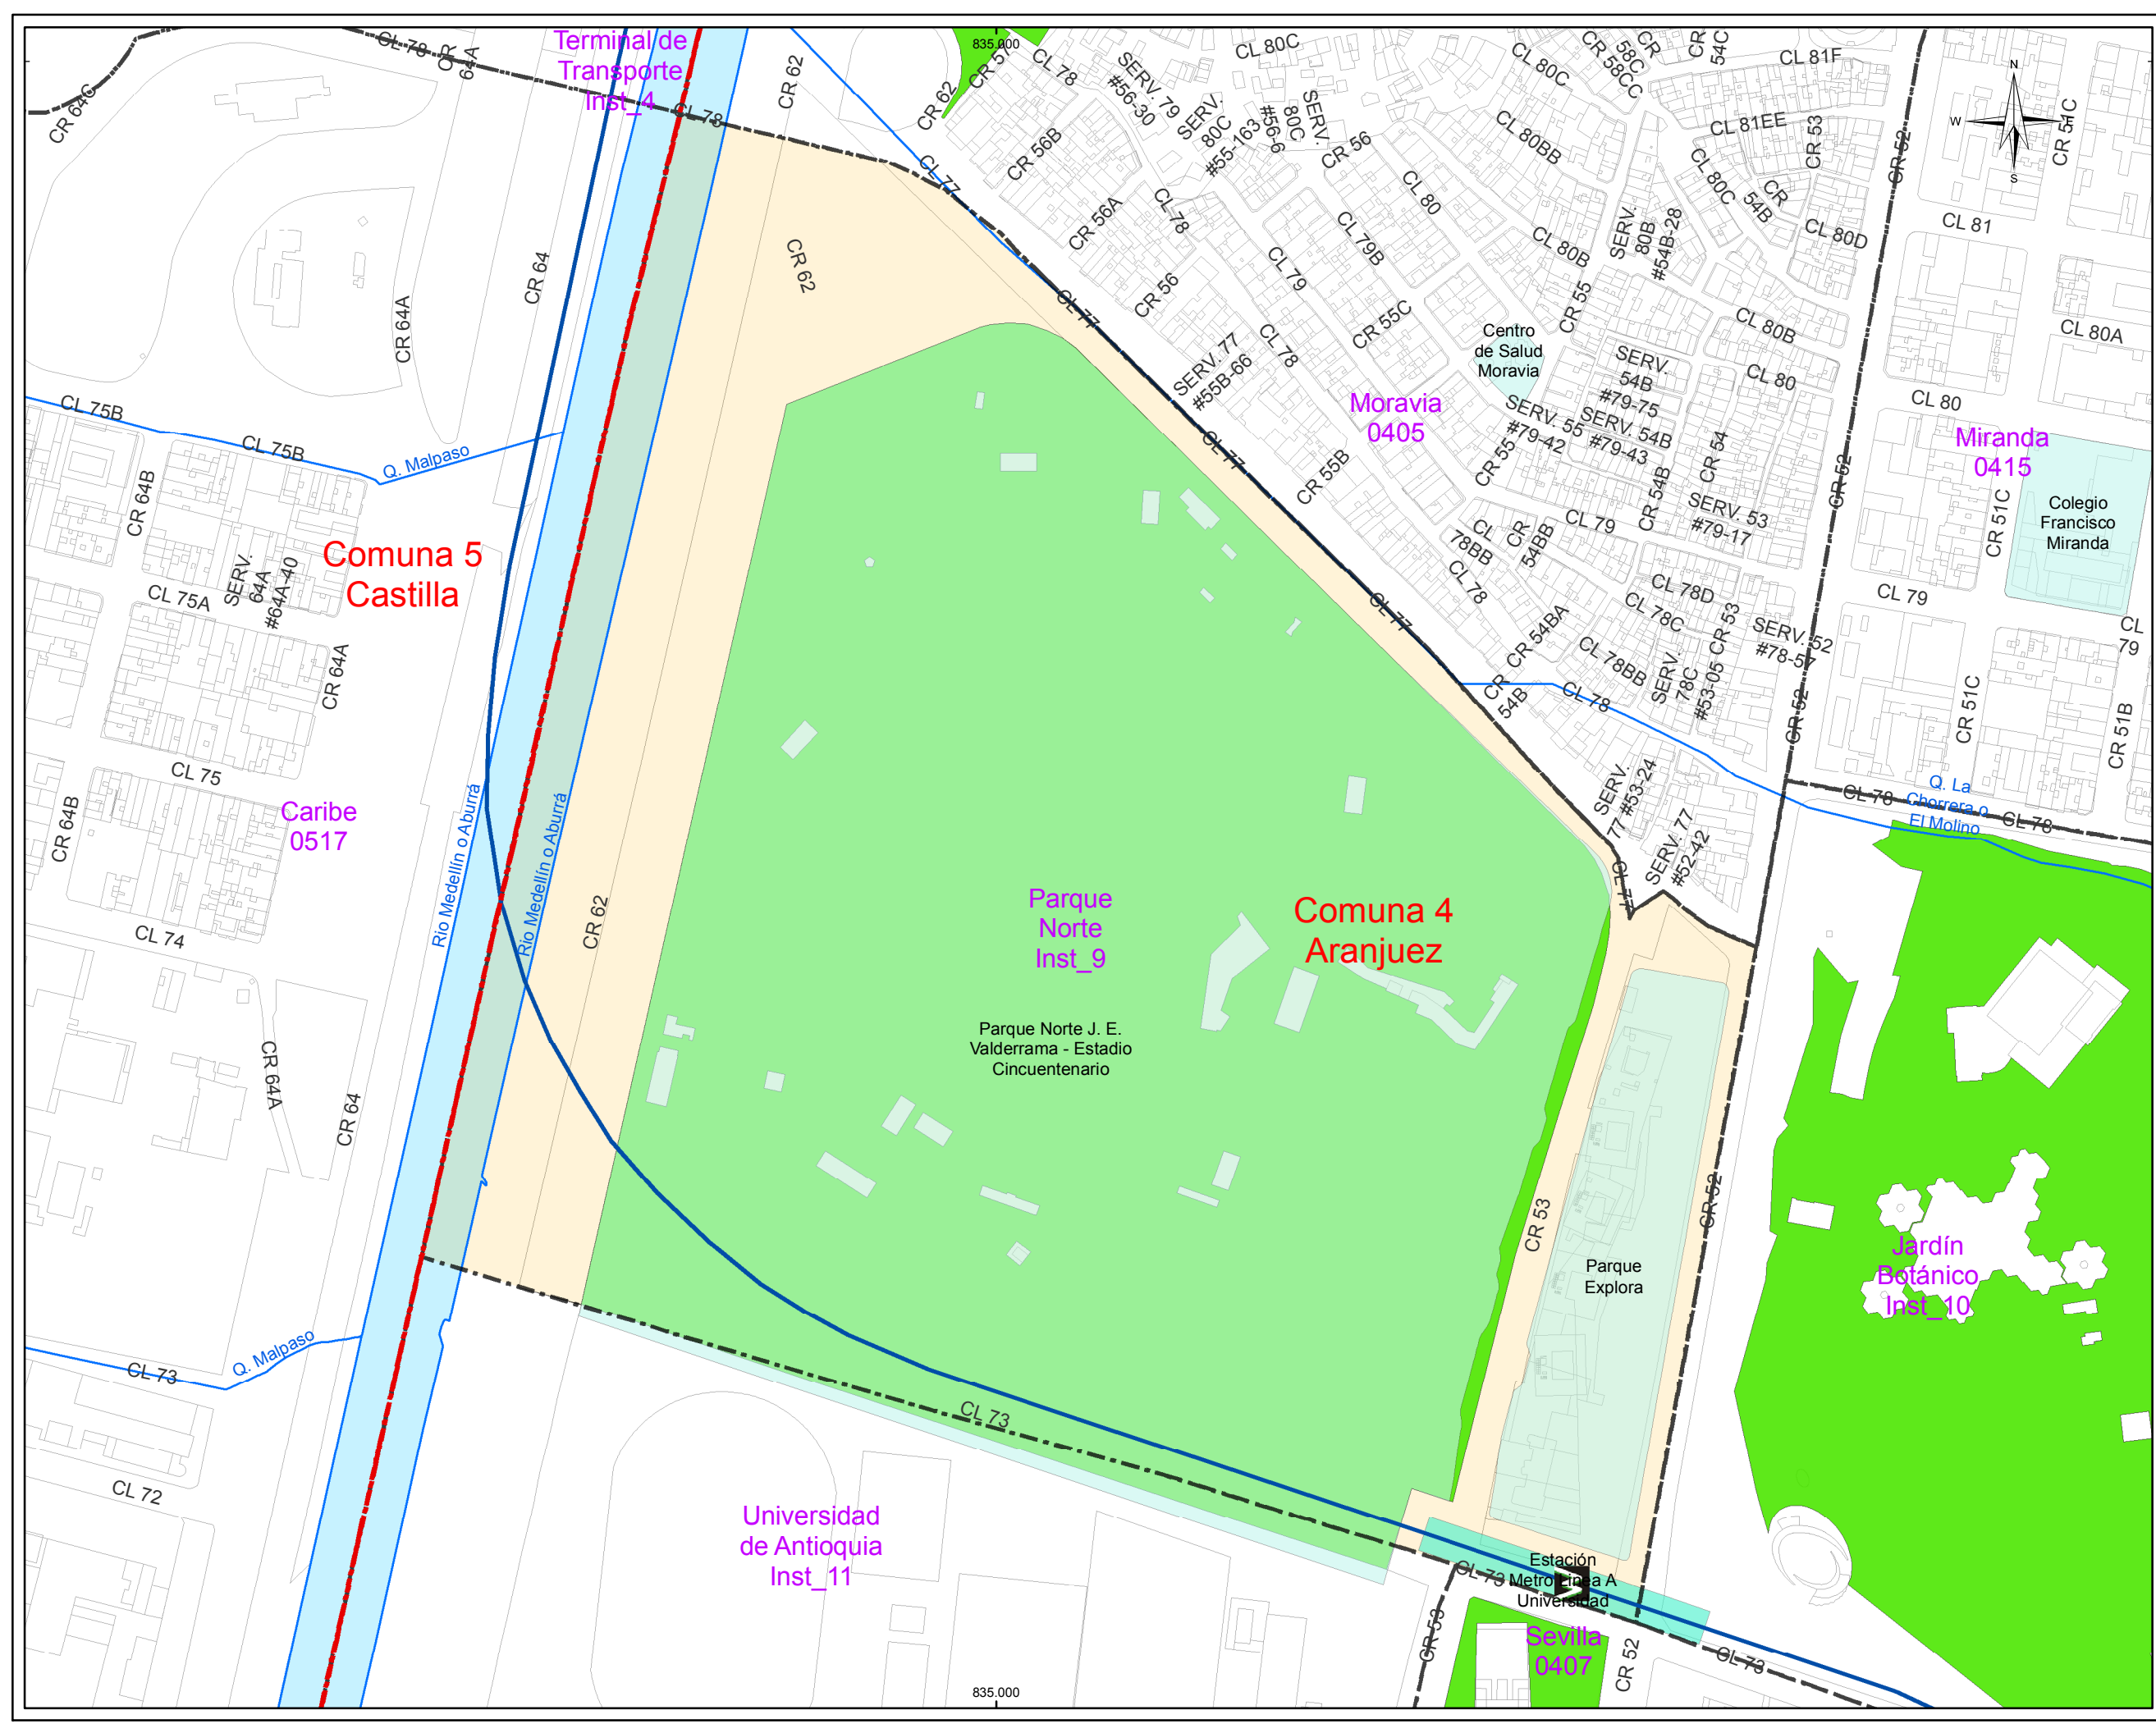 CL 78
CR
64A
Terminal de
Transporte
Inst_4
CL 78
CR 62
835.000
CR 57
CR 62
CL 78
SERV. 79
#56-30
SERV.
80C
#55-163
CL 80C
#56-6
80C
SERV.
CL 80C
CR
58C
CR 58CC
CR
54C
CL 81F
N
W
S
CR 51C
CR 64C
CR 56B
CR 56
CL 80BB
CL 81EE
CR 53
CR 52
CL 77
CR 56A
CL 78
CL 80
CL 80C
CR
54B
CL 81
CR 62
CR 64
CR 64A
CR 56
CL 79
CL 79B
CL 80B
SERV.
80B
#54B-28
CL 80D
CL 77
SERV. 77
#55B-66
CL 78
CR 55C
CR 55
CL 80B
CL 80A
Centro
de Salud
Moravia
SERV.
54B
#79-75
CL 80
CL 80
CL 75B
CL 75B
Q. Malpaso
Moravia
0405
SERV. 55
#79-42
SERV. 54B
#79-43
CR 54
Miranda
0415
CL 77
CR 55B
CR 55
CR 54B
SERV. 53
#79-17
CR 52
CR 51C
Colegio
Francisco
Miranda
CR 64B
SERV.
64A
#64A-40
Comuna 5
Castilla
CL
78BB
CR
54BB
CL 79
CL 75A
CL 77
CL 78
CL 78D
CL 78C
CL 79
CL
79
CR 54BA
CL 78BB
SERV.
78C
#53-05
CR 53
SERV. 52
#78-57
CR 64A
CR
54B
CL 78
CR 52
CR 51C
CR 51B
CL 75
CR 64B
Caribe
0517
Rio Medellín o Aburrá
Rio Medellín o Aburrá
SERV.
77 #53-24
SERV. 77
#52-42
CL 78
Q. La
Chorrera o
El Molino
CL 78
CL 77
CL 74
CR 62
Parque
Norte
Inst_9
Comuna 4
Aranjuez
Parque Norte J. E.
Valderrama - Estadio
Cincuentenario
CR 64A
CR 64
CR 53
CR 52
Parque
Explora
Jardín
Botánico
Inst_10
CL 73
Q. Malpaso
CL 73
CL 72
Universidad
de Antioquia
Inst_11
CL 73
Estación
Metro Linea A
Universidad
CR 53
Sevilla
0407
CR 52
CL 73
835.000